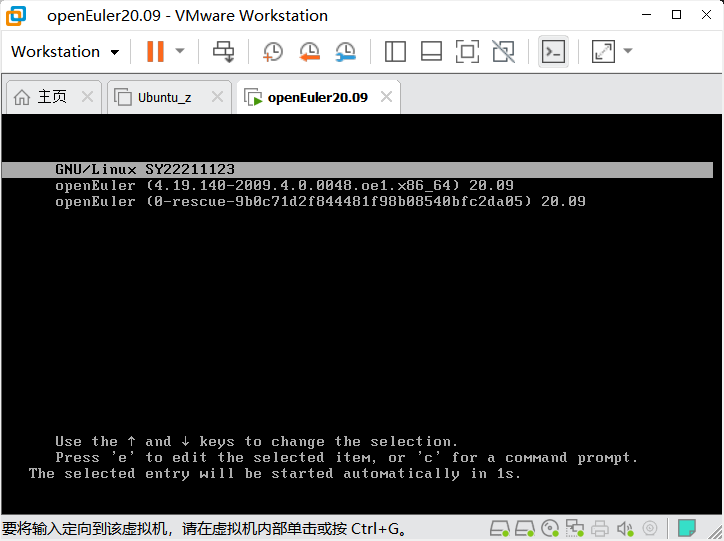 openEuler20.09 - VMware Workstation
Workstation
主页
Ubuntu_z
openEuler20.09
GNU/Linux SY22211123
openEuler (4.19.140-2009.4.0.0048.oe1.x86_64) 20.09
openEuler (0-rescue-9b0c71d2f844481f98b08540bfc2da05) 20.09
Use the ↑ and ↓ keys to change the selection.
Press 'e' to edit the selected item, or 'c' for a command prompt.
The selected entry will be started automatically in 1s.
要将输入定向到该虚拟机，请在虚拟机内部单击或按 Ctrl+G。